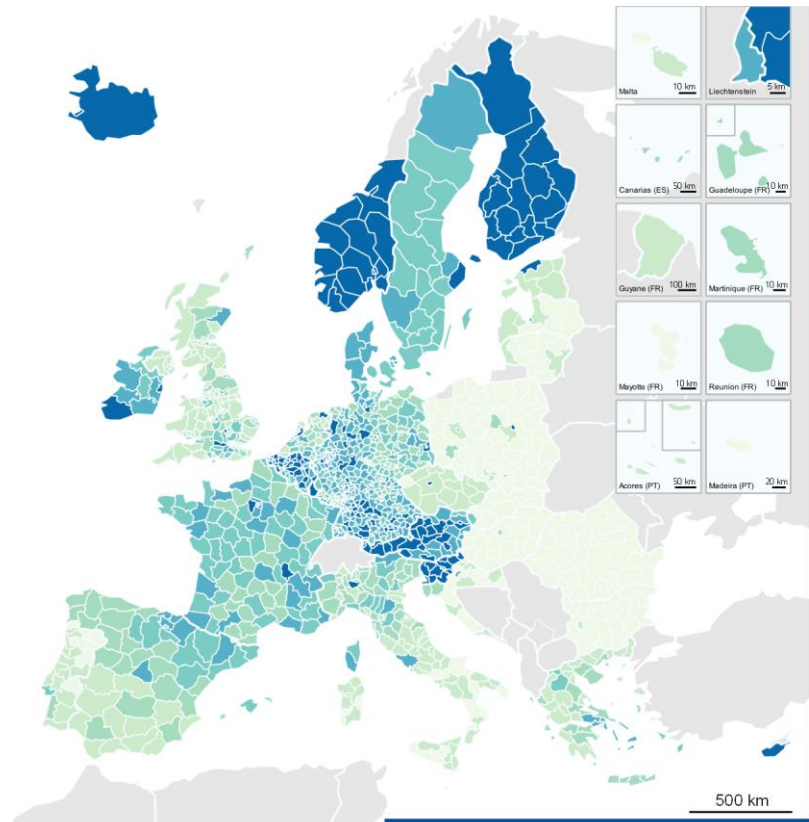 Malta
10 km
Liechtenstein
5 km
Canarias (ES)
50 km
Guadeloupe (FR)
10 km
Guyane (FR)
100 km
Martinique (FR)
10 km
Mayotte (FR)
10 km
Reunion (FR)
10 km
Acores (PT)
50 km
Madeira (PT)
20 km
500 km